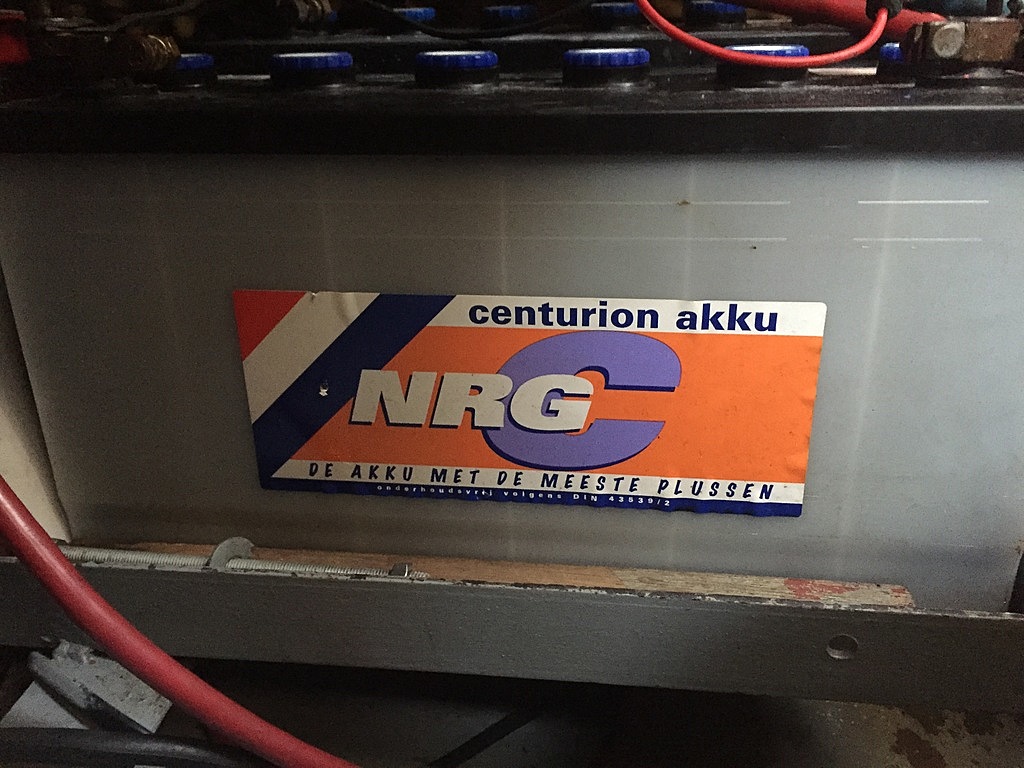 centurion akku
NRG C
DE AKKU MET DE MEESTE PLUSSEN
onderhoudsvrij volgens DIN 43539/2